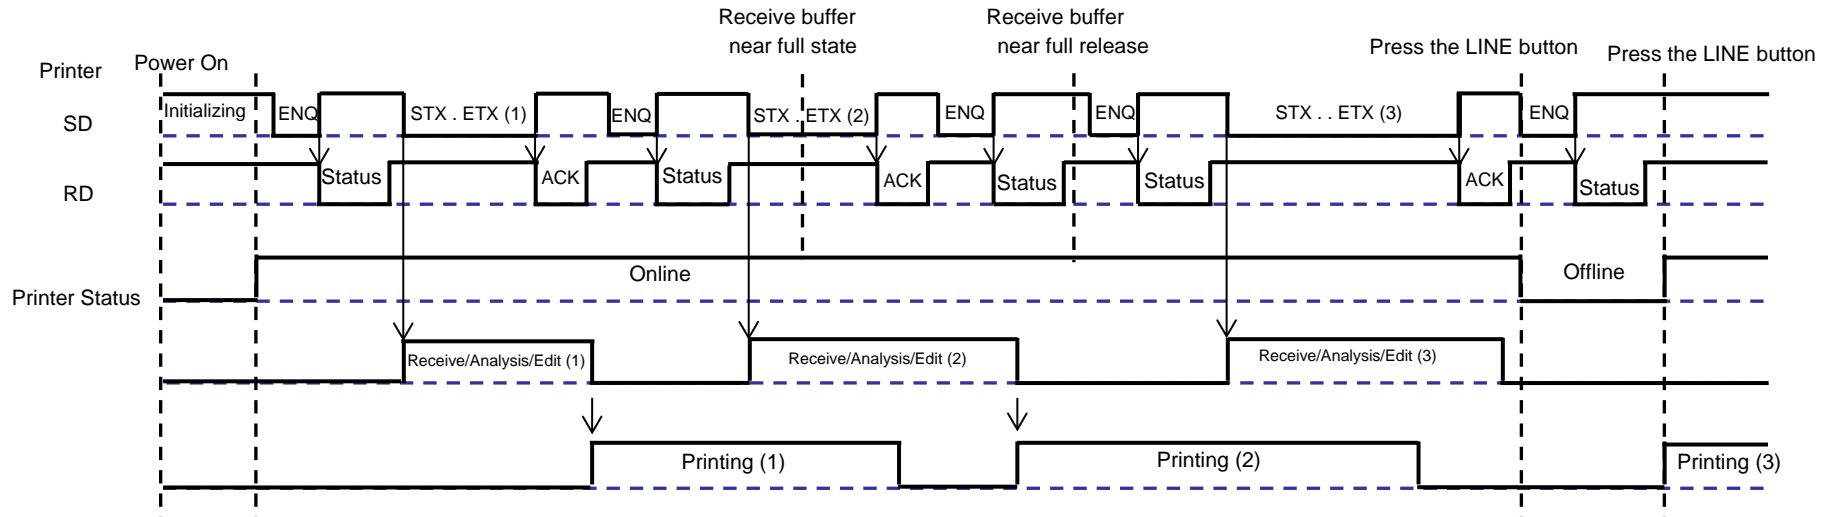 Receive buffer
near full state
Receive buffer
near full release
Press the LINE button
Press the LINE button
Printer
Power On
Initializing
ENQ
STX . ETX (1)
ENQ
STX . ETX (2)
ENQ
ENQ
STX . . ETX (3)
ENQ
SD
Status
ACK
Status
ACK
Status
Status
ACK
Status
RD
Online
Offline
Printer Status
Receive/Analysis/Edit (1)
Receive/Analysis/Edit (2)
Receive/Analysis/Edit (3)
Printing (1)
Printing (2)
Printing (3)